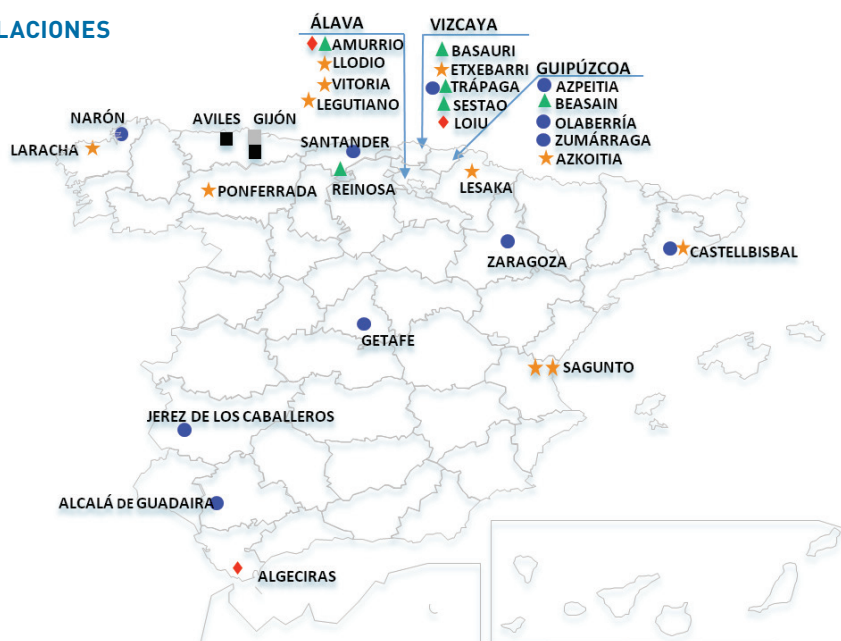 LACIONES
ÁLAVA
AMURRIO
LLODIO
VITORIA
LEGUTIANO
VIZCAYA
BASAURI
ETXEBARRI
TRÁPAGA
SESTAO
LOIU
GUIPÚZCOA
AZPEITIA
BEASAIN
OLABERRÍA
ZUMÁRRAGA
AZKOITIA
NARÓN
AVILES
GIJÓN
SANTANDER
LARACHA
PONFERRADA
REINOSA
LESAKA
ZARAGOZA
CASTELLBISBAL
GETAFE
SAGUNTO
JEREZ DE LOS CABALLEROS
ALCALÁ DE GUADAIRA
ALGECIRAS